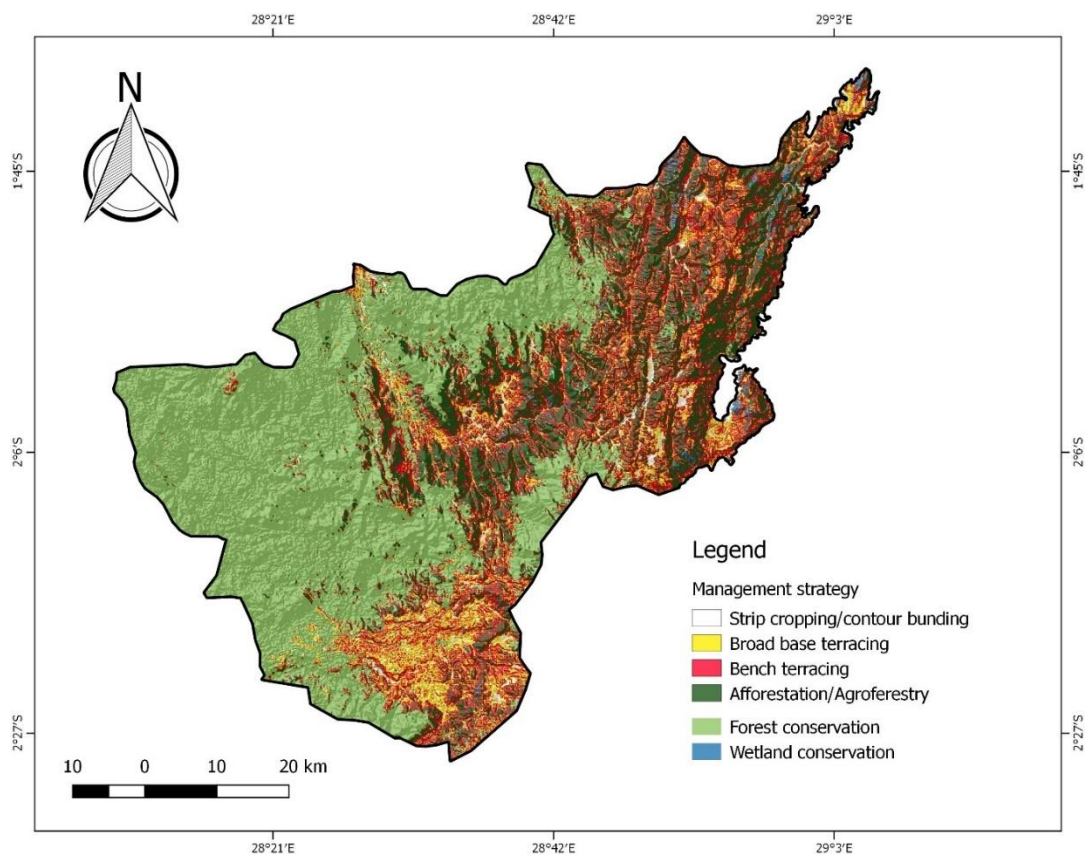 28°21'E 28°42'E 29°3'E
N
1°45'S 1°45'S
2°6'S 2°6'S
Legend
Management strategy
Strip cropping/contour bunding
Broad base terracing
Bench terracing
Afforestation/Agroferestry
Forest conservation
Wetland conservation
2°27'S 2°27'S
10 0 10 20 km
28°21'E 28°42'E 29°3'E